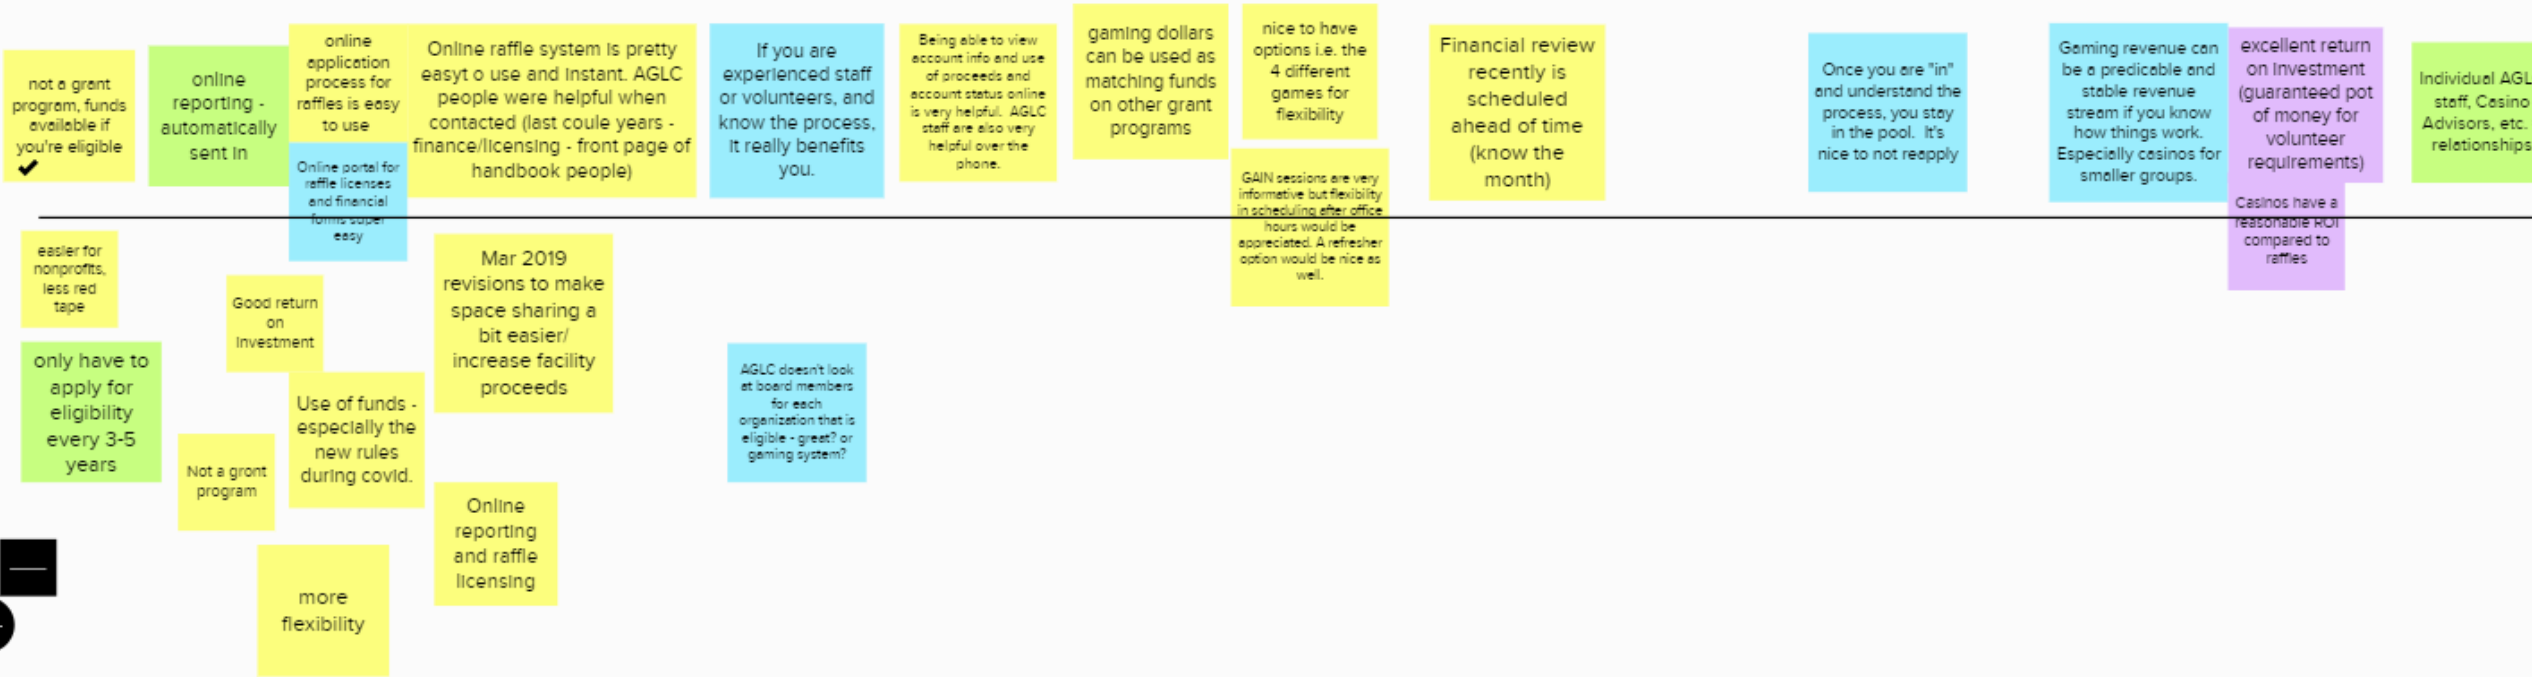 not a grant
program, funds
available if
you're eligible
online
reporting -
automatically
sent in
online
application
process for
raffles is easy
to use
Online portal for
raffle licenses
and financial
forms super
easy
Online raffle system is pretty
easyt o use and instant. AGLC
people were helpful when
contacted (last coule years -
finance/licensing - front page of
handbook people)
If you are
experienced staff
or volunteers, and
know the process,
it really benefits
you.
Being able to view
account info and use
of proceeds and
account status online
is very helpful. AGLC
staff are also very
helpful over the
phone.
gaming dollars
can be used as
matching funds
on other grant
programs
nice to have
options i.e. the
4 different
games for
flexibility
GAIN sessions are very
informative but flexibility
in scheduling after office
hours would be
appreciated. A refresher
option would be nice as
well.
Financial review
recently is
scheduled
ahead of time
(know the
month)
Once you are "in"
and understand the
process, you stay
in the pool. It's
nice to not reapply
Gaming revenue can
be a predicable and
stable revenue
stream if you know
how things work.
Especially casinos for
smaller groups.
excellent return
on investment
(guaranteed pot
of money for
volunteer
requirements)
Casinos have a
reasonable ROI
compared to
raffles
Individual AGL
staff, Casino
Advisors, etc.
relationships
easier for
nonprofits,
less red
tape
only have to
apply for
eligibility
every 3-5
years
Good return
on
Investment
Not a gront
program
Use of funds -
especially the
new rules
during covid.
more
flexibility
Mar 2019
revisions to make
space sharing a
bit easier/
increase facility
proceeds
Online
reporting
and raffle
licensing
AGLC doesn't look
at board members
for each
organization that is
eligible - great? or
gaming system?